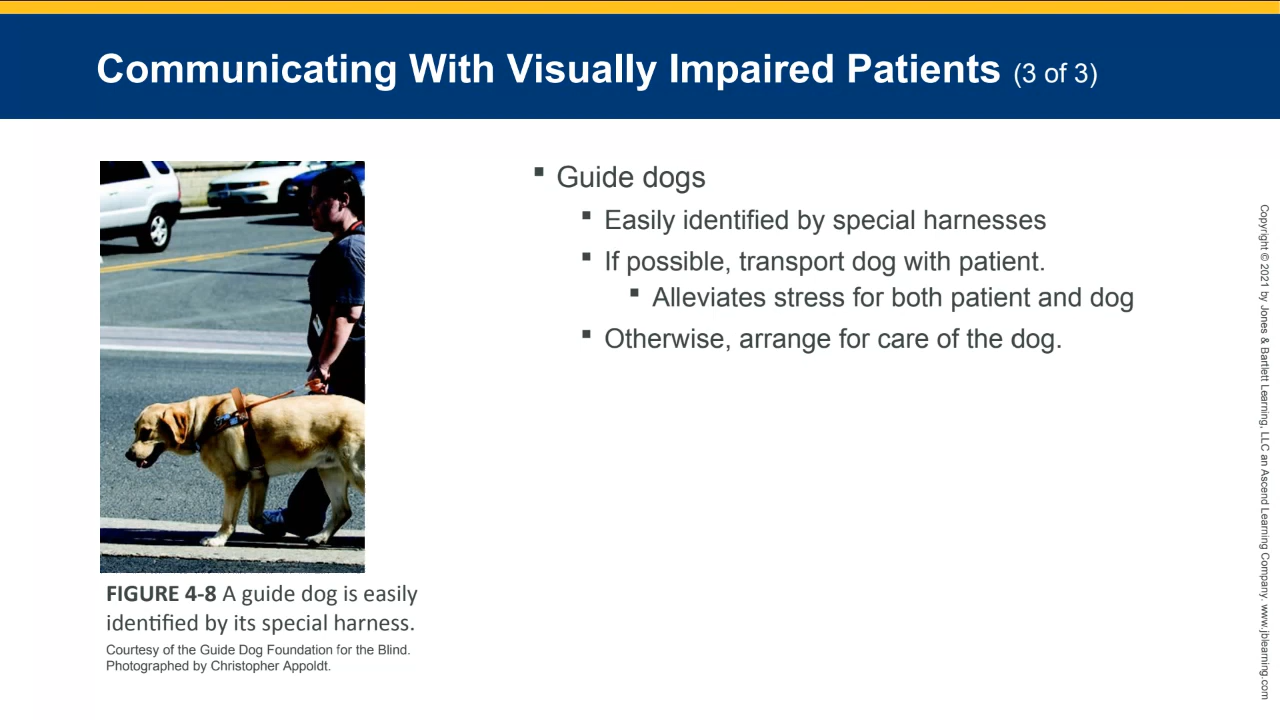 Communicating With Visually Impaired Patients (3 of 3)
▪ Guide dogs
▪ Easily identified by special harnesses
▪ If possible, transport dog with patient.
▪ Alleviates stress for both patient and dog
▪ Otherwise, arrange for care of the dog.
FIGURE 4-8 A guide dog is easily
identified by its special harness.
Courtesy of the Guide Dog Foundation for the Blind.
Photographed by Christopher Appoldt.
Copyright © 2021 by Jones & Bartlett Learning, LLC an Ascend Learning Company. www.jblearning.com